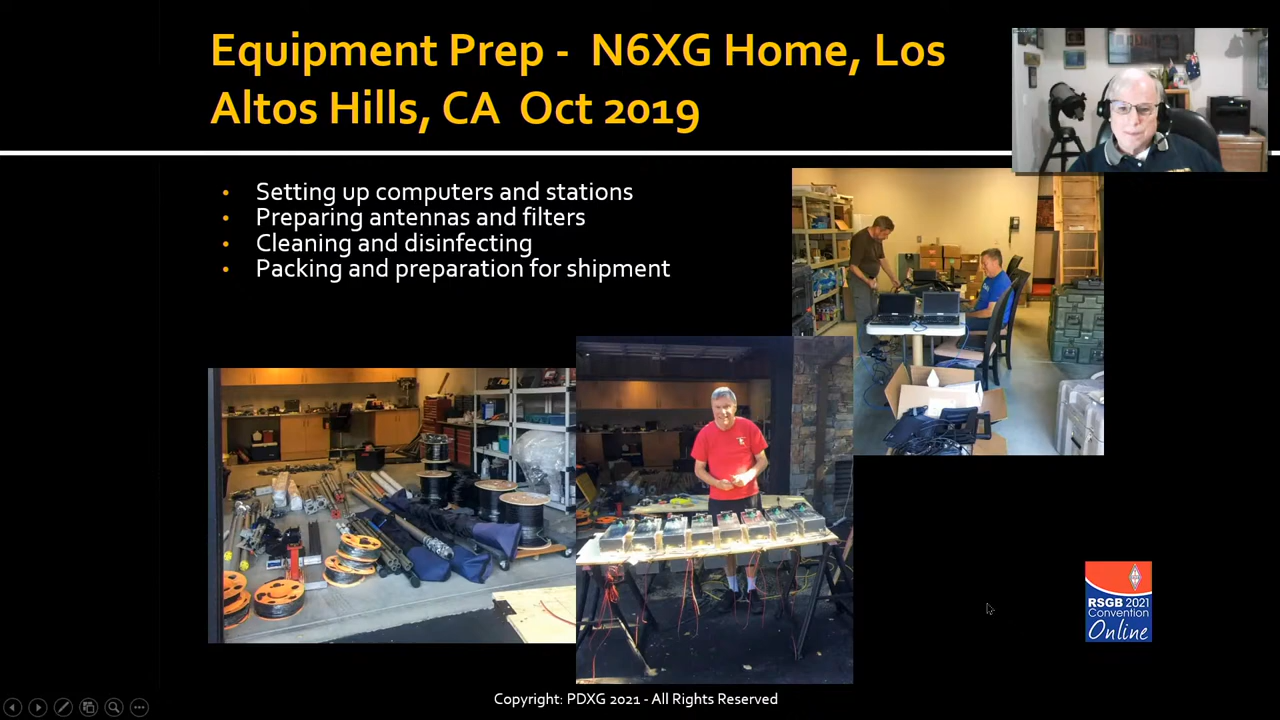 Equipment Prep -  N6XG Home, Los
Altos Hills, CA  Oct 2019
• Setting up computers and stations
• Preparing antennas and filters
• Cleaning and disinfecting
• Packing and preparation for shipment
RSGB 2021
Convention
Online
Copyright: PDXG 2021 - All Rights Reserved